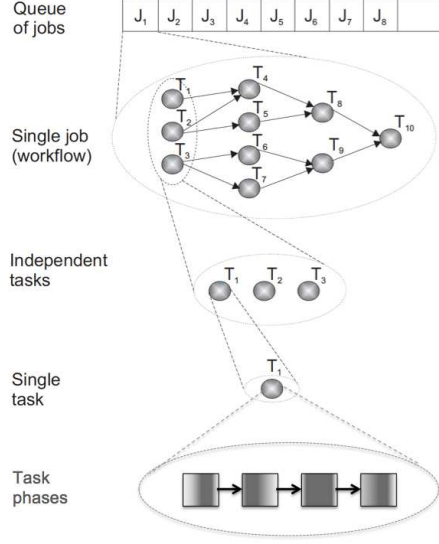 Queue
of jobs
J1 J2 J3 J4 J5 J6 J7 J8
Single job
(workflow)
T1 T4
T2 T5 T8
T3 T6 T9 T10
T7
Independent
tasks
T1 T2 T3
Single
task
T1
Task
phases